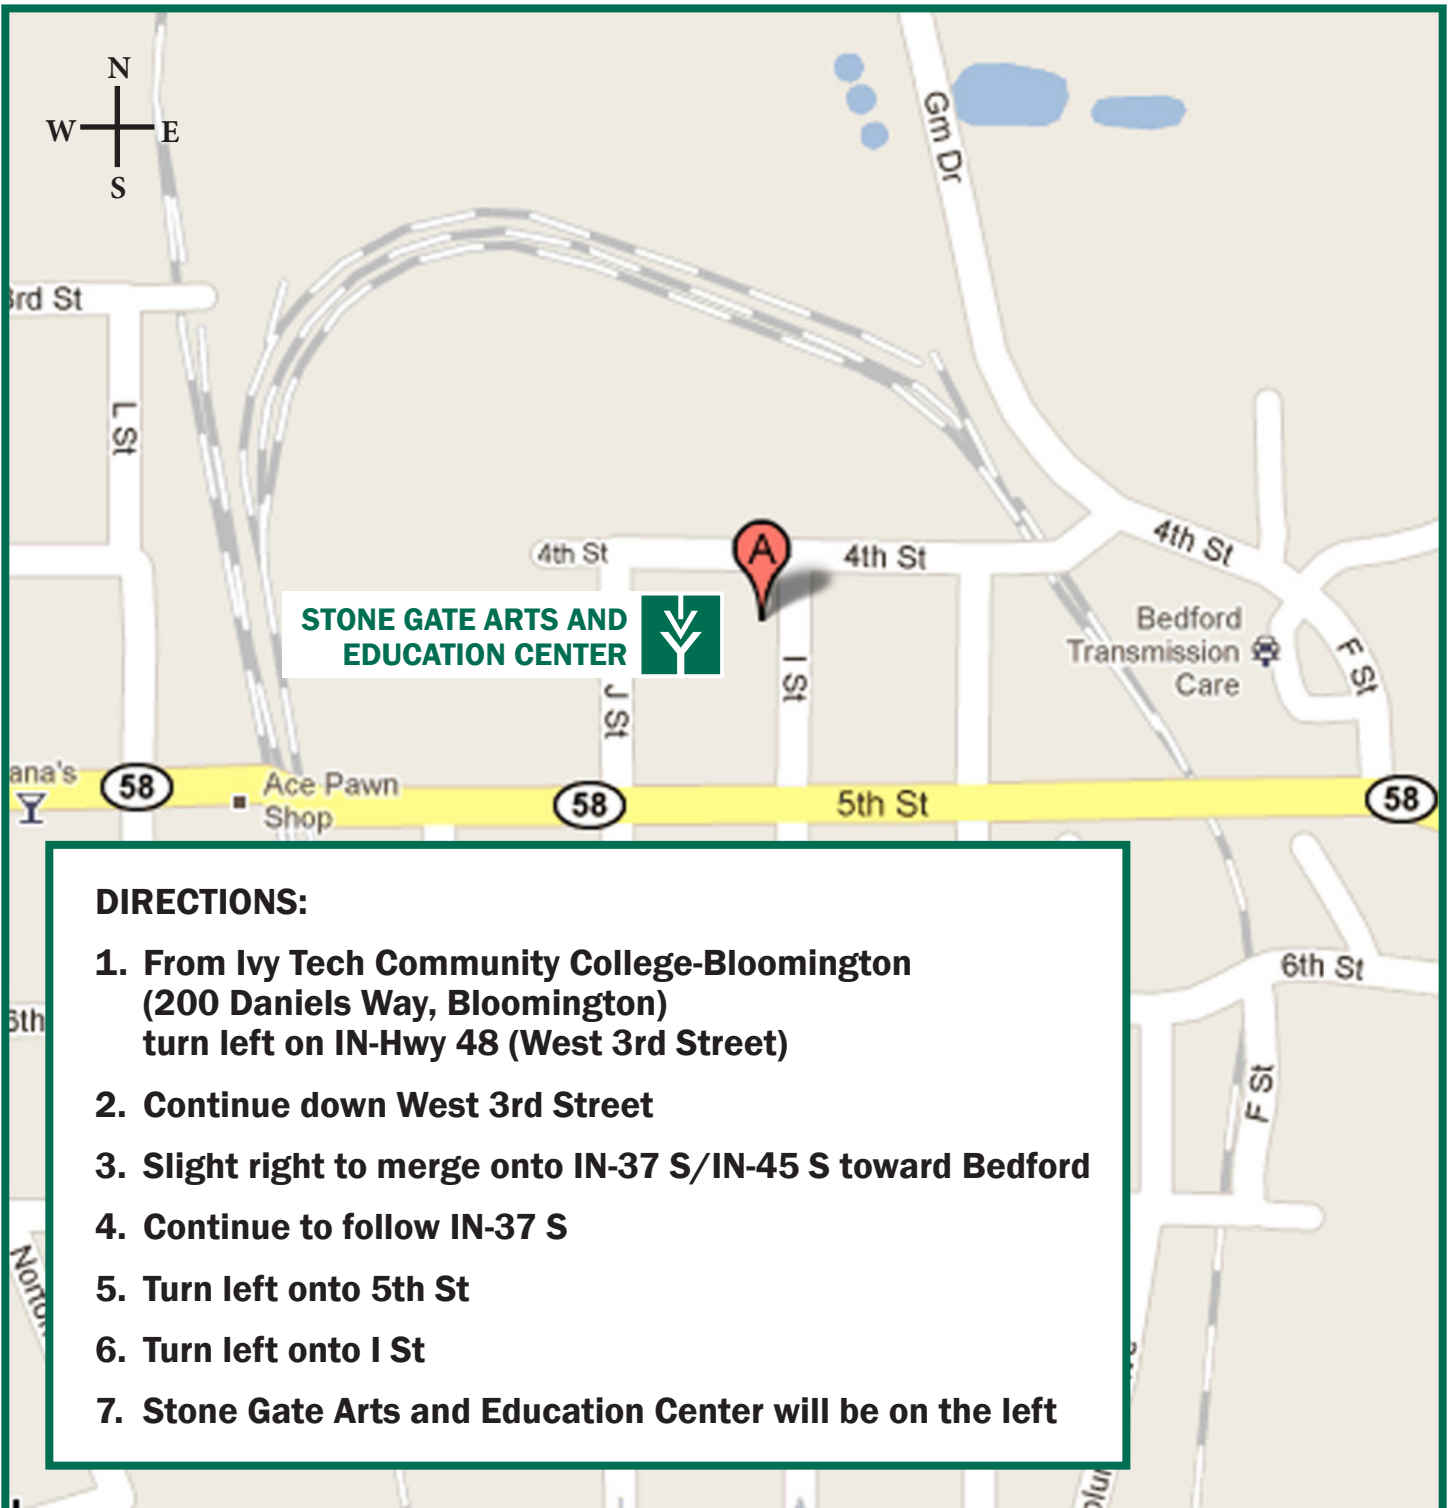 N
W E
S
Gm Dr
3rd St
L St
4th St
A
4th St
4th St
STONE GATE ARTS AND
EDUCATION CENTER
Bedford
Transmission
Care
F St
I St
J St
ana's
58
Ace Pawn
Shop
58
5th St
58
DIRECTIONS:
1. From Ivy Tech Community College-Bloomington
(200 Daniels Way, Bloomington)
turn left on IN-Hwy 48 (West 3rd Street)
2. Continue down West 3rd Street
3. Slight right to merge onto IN-37 S/IN-45 S toward Bedford
4. Continue to follow IN-37 S
5. Turn left onto 5th St
6. Turn left onto I St
7. Stone Gate Arts and Education Center will be on the left
6th St
6th
F St
Norton